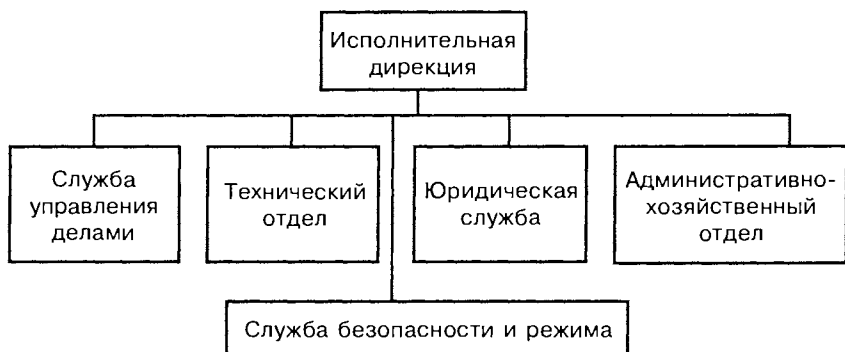 Исполнительная
дирекция
Служба
управления
делами
Технический
отдел
Юридическая
служба
Административно-
хозяйственный
отдел
Служба безопасности и режима